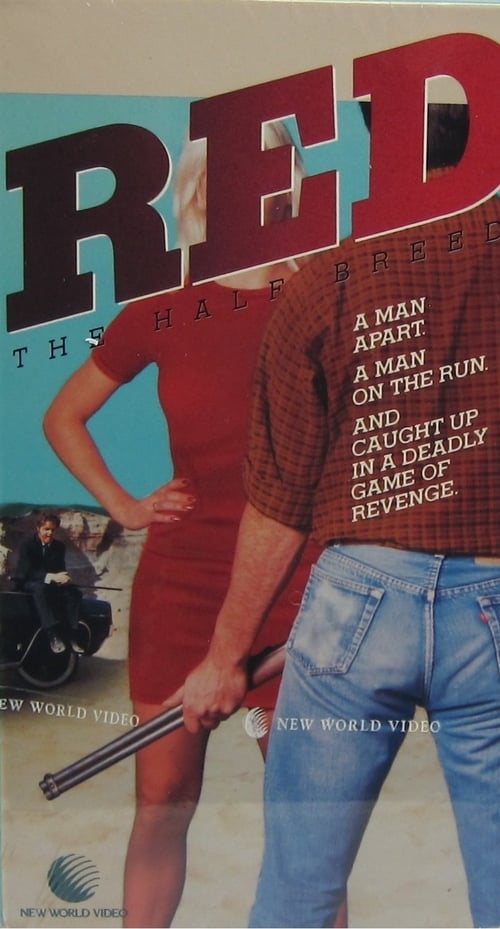 RED
THE HALF BREED
A MAN
APART.
A MAN
ON THE RUN.
AND
CAUGHT UP
IN A DEADLY
GAME OF
REVENGE.
EW WORLD VIDEO
NEW WORLD VIDEO
NEW WORLD VIDEO